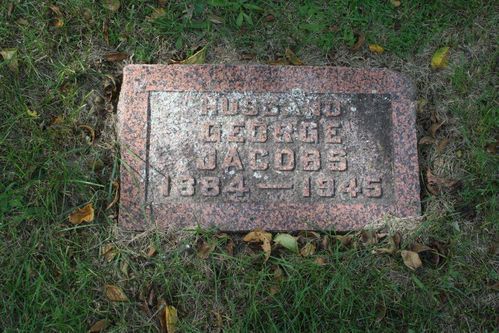 HUSBAND
GEORGE
JACOBS
1884 — 1945